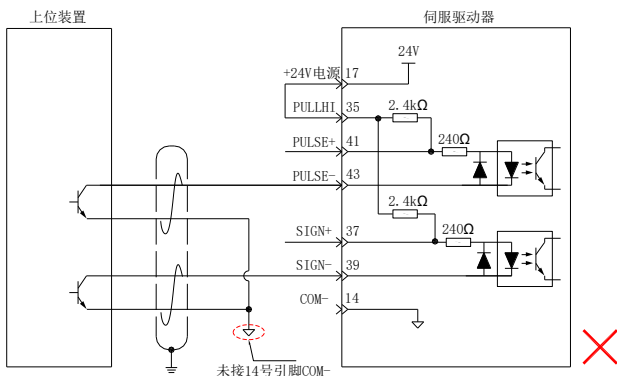 上位装置
伺服驱动器
24V
+24V电源 17
PULLHI 35
2.4kΩ
PULSE+ 41
240Ω
PULSE- 43
2.4kΩ
SIGN+ 37
240Ω
SIGN- 39
COM- 14
未接14号引脚COM-